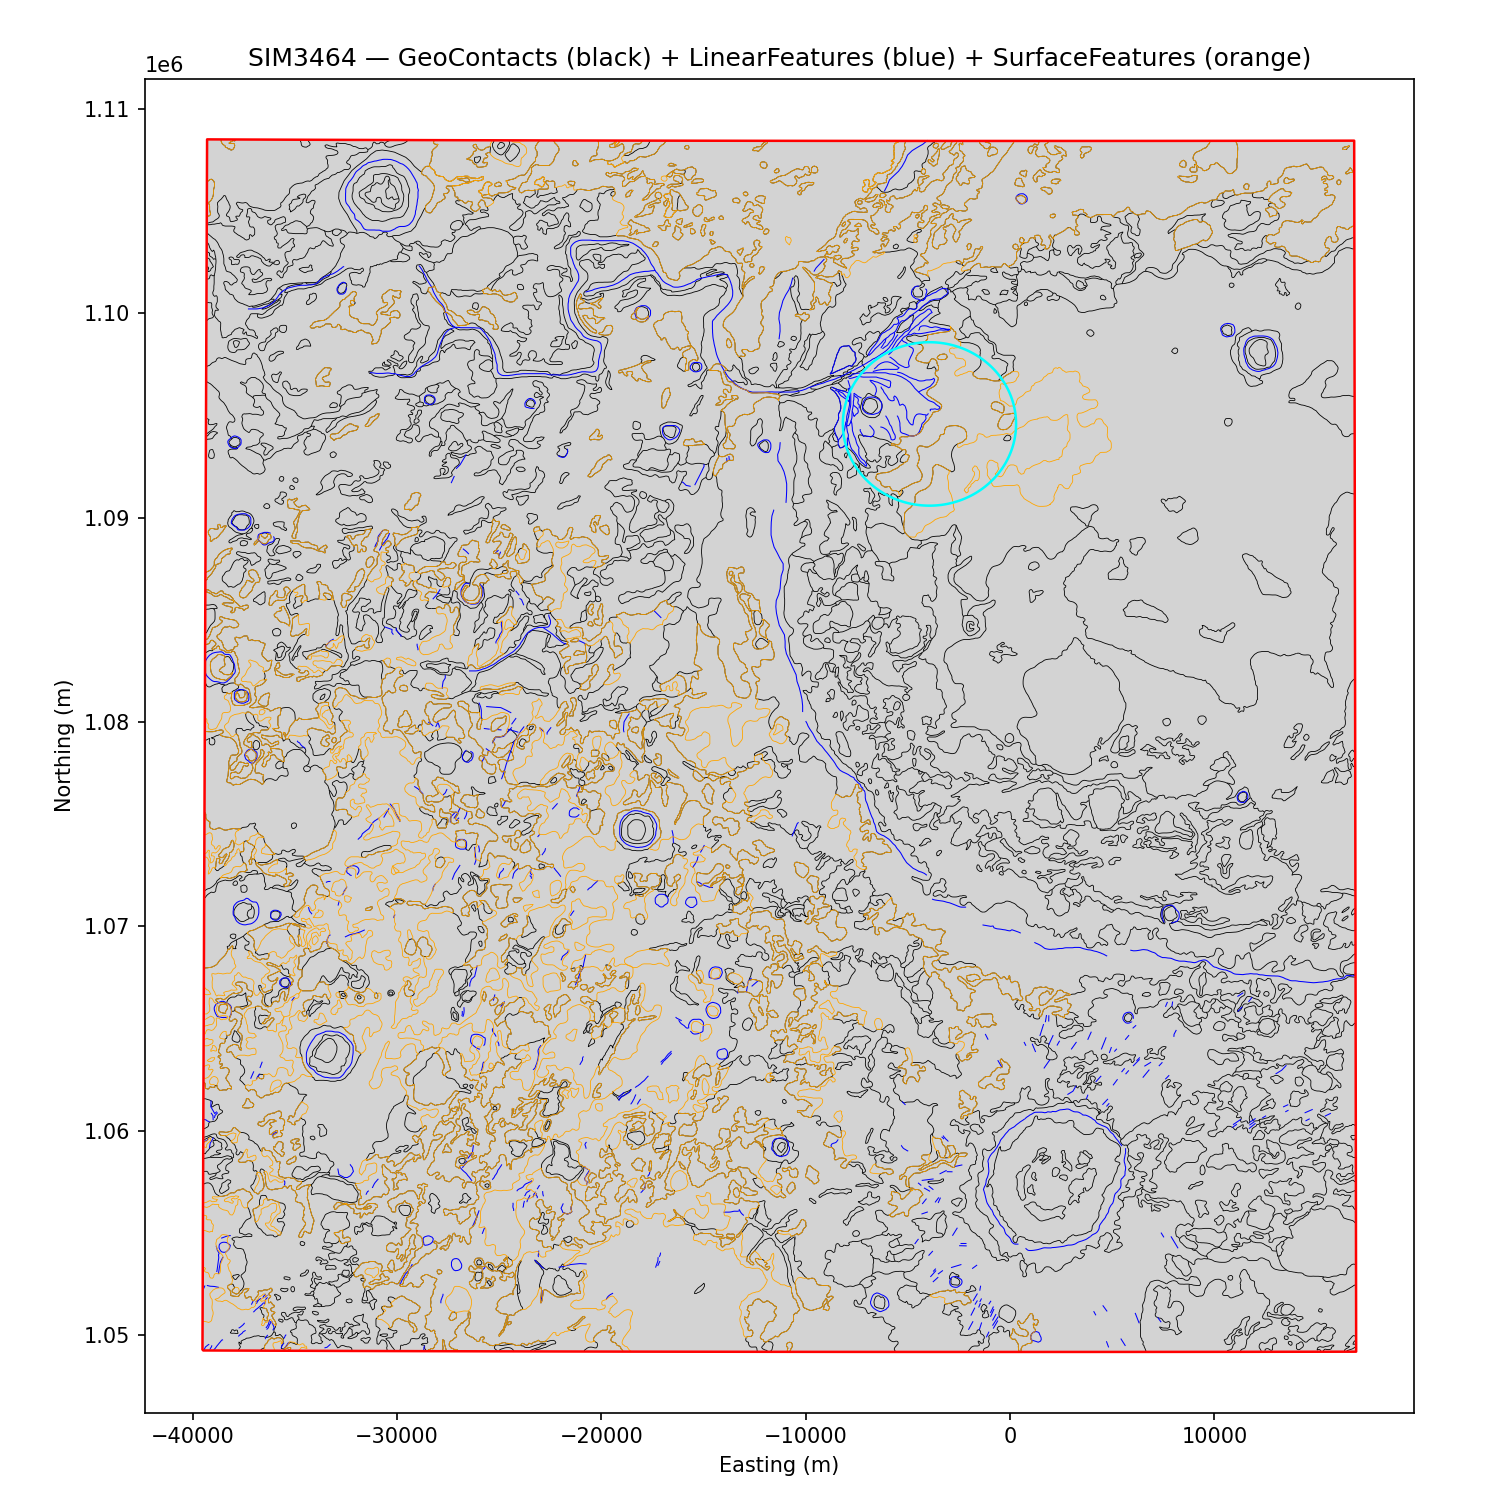 SIM3464 — GeoContacts (black) + LinearFeatures (blue) + SurfaceFeatures (orange)
1e6
1.11
1.10
1.09
1.08
1.07
1.06
1.05
Northing (m)
−40000 −30000 −20000 −10000 0 10000
Easting (m)